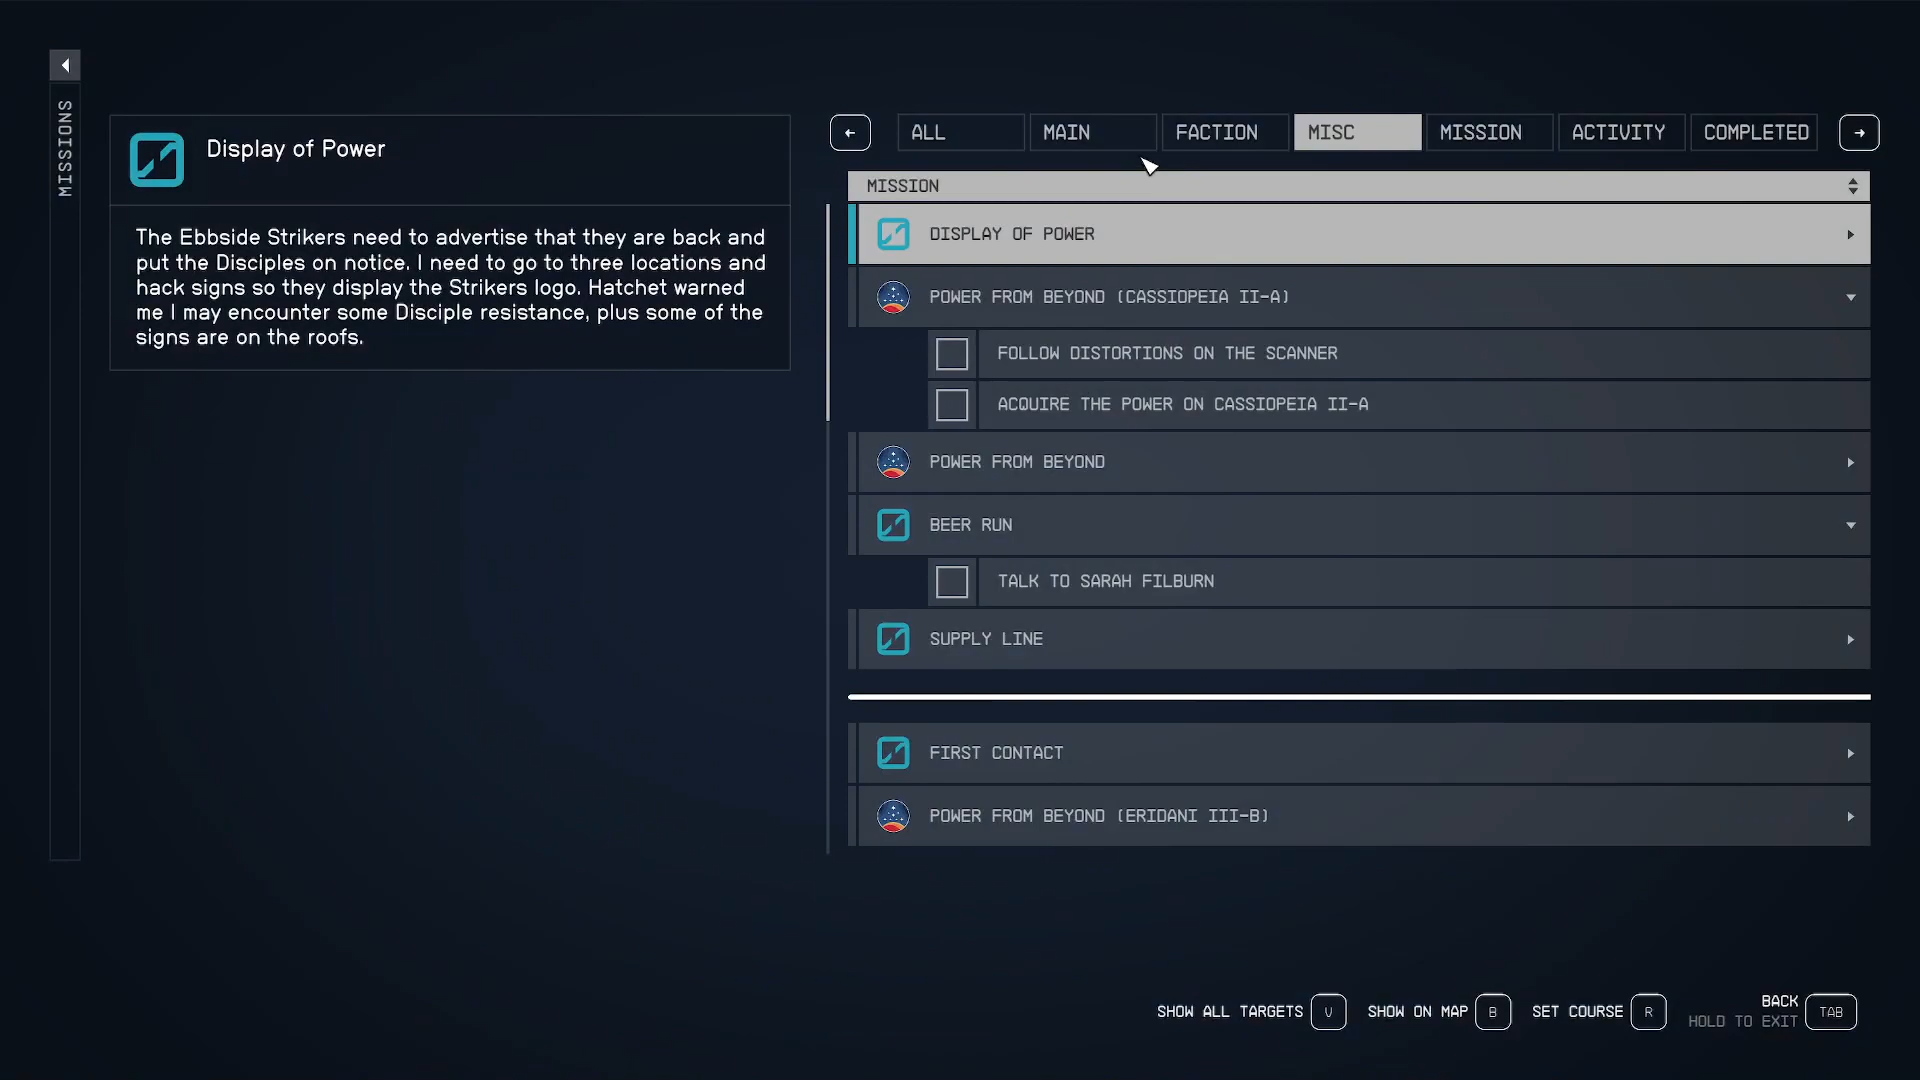 MISSIONS
Display of Power
The Ebbside Strikers need to advertise that they are back and
put the Disciples on notice. I need to go to three locations and
hack signs so they display the Strikers logo. Hatchet warned
me I may encounter some Disciple resistance, plus some of the
signs are on the roofs.
ALL MAIN FACTION MISC MISSION ACTIVITY COMPLETED
MISSION
DISPLAY OF POWER
POWER FROM BEYOND (CASSIOPEIA II-A)
FOLLOW DISTORTIONS ON THE SCANNER
ACQUIRE THE POWER ON CASSIOPEIA II-A
POWER FROM BEYOND
BEER RUN
TALK TO SARAH FILBURN
SUPPLY LINE
FIRST CONTACT
POWER FROM BEYOND (ERIDANI III-B)
SHOW ALL TARGETS V SHOW ON MAP B SET COURSE R BACK TAB
HOLD TO EXIT